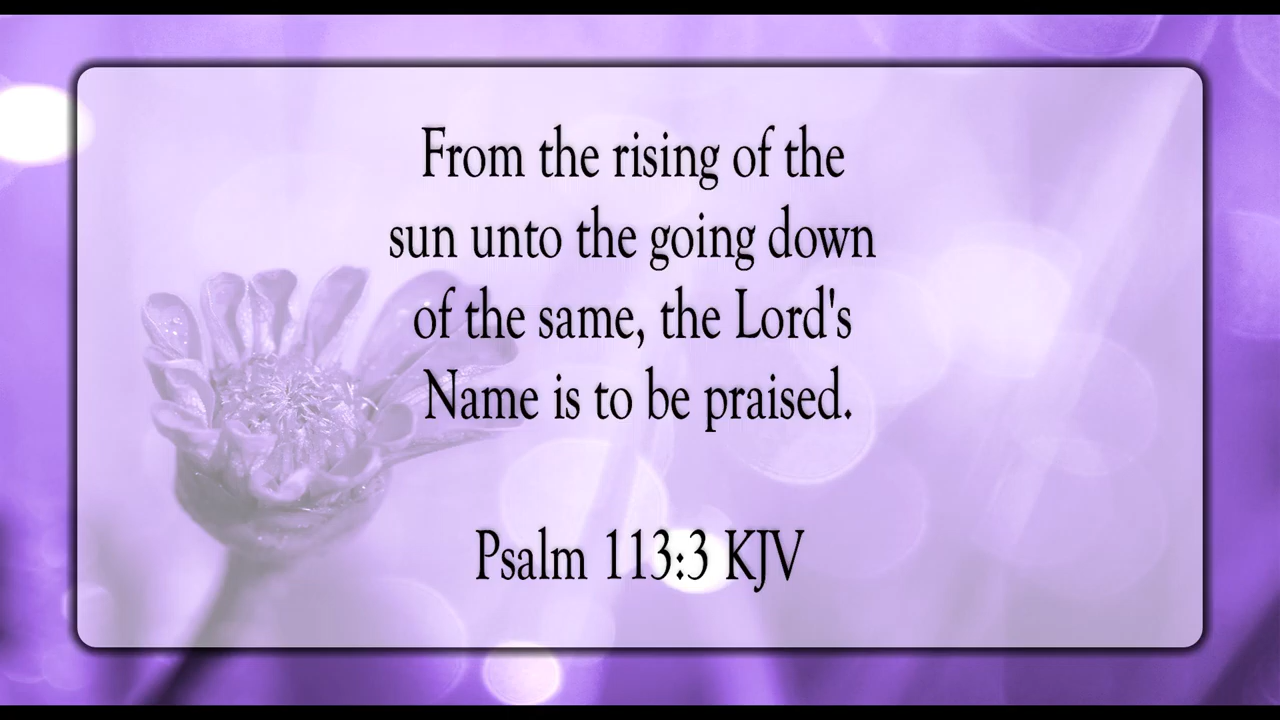 From the rising of the
sun unto the going down
of the same, the Lord's
Name is to be praised.
Psalm 113:3 KJV